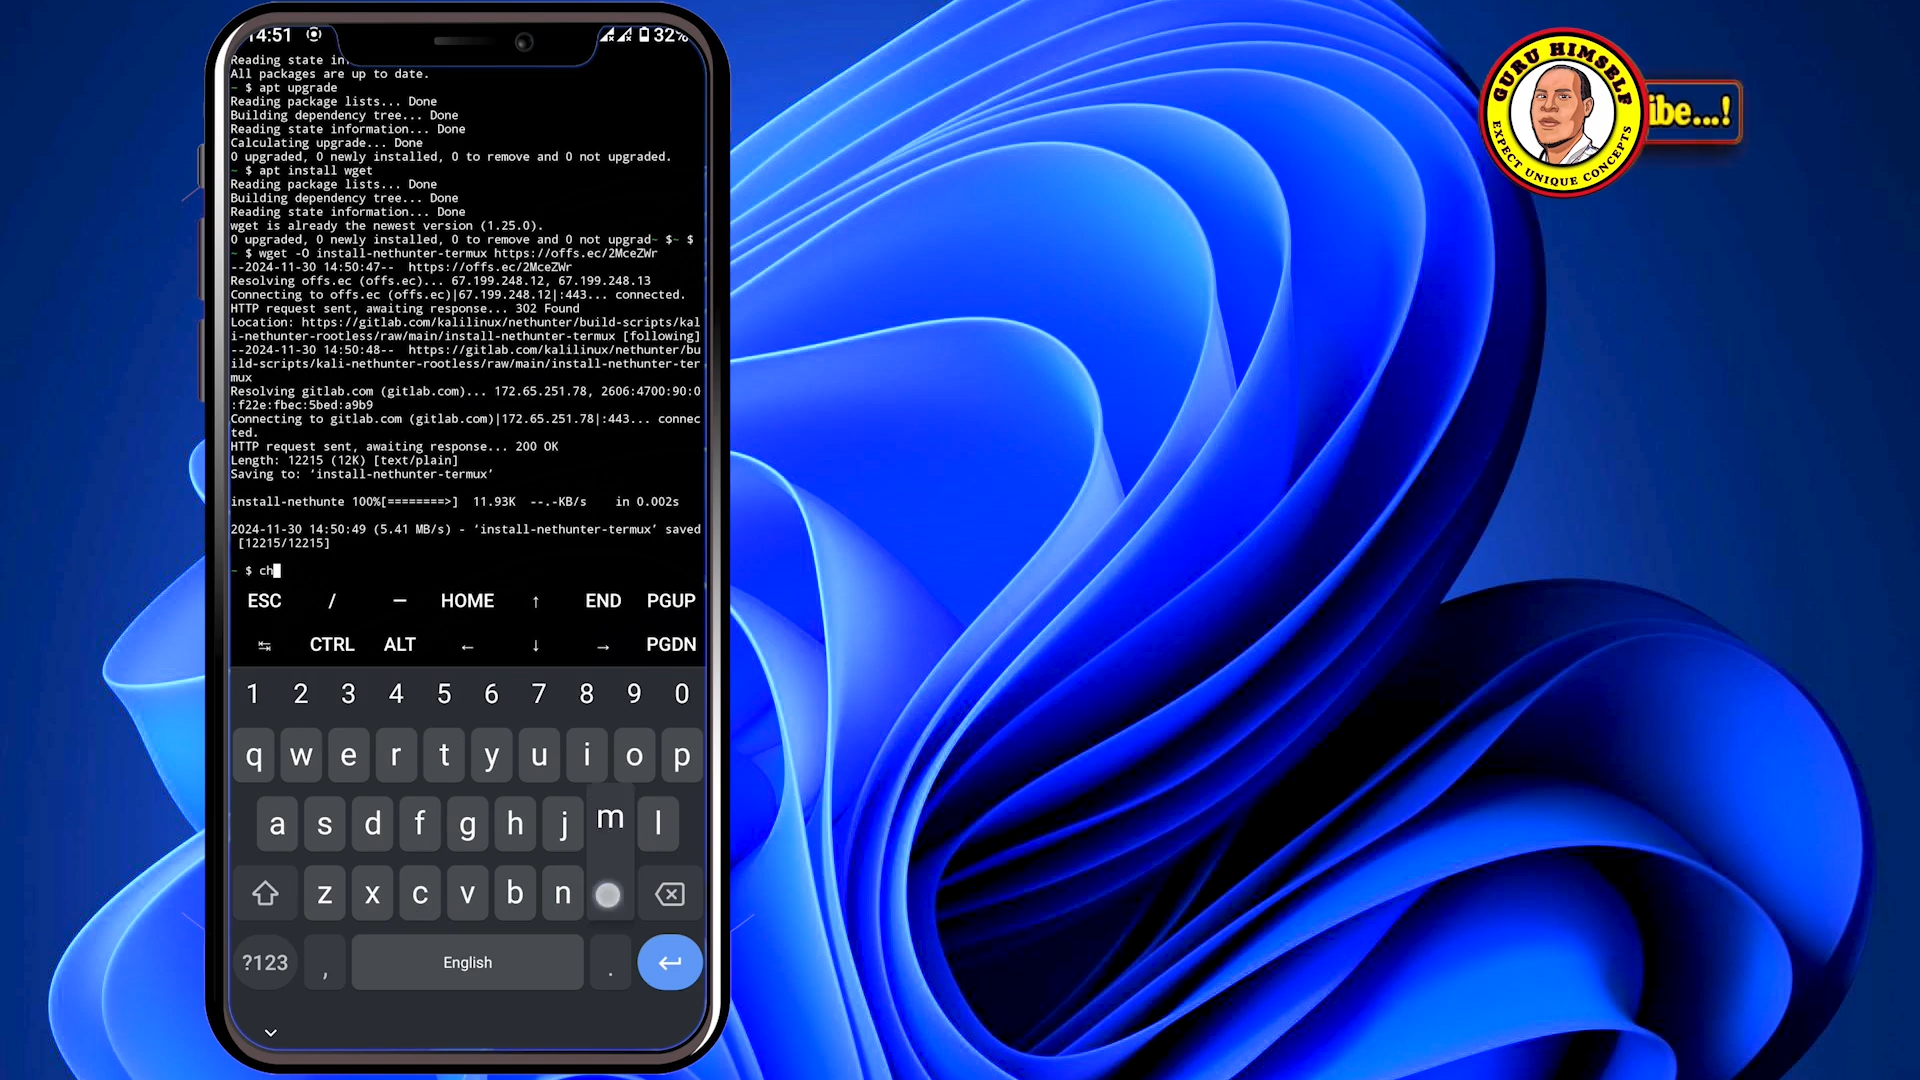 14:51 32%
Reading state in
All packages are up to date.
~ $ apt upgrade
Reading package lists... Done
Building dependency tree... Done
Reading state information... Done
Calculating upgrade... Done
0 upgraded, 0 newly installed, 0 to remove and 0 not upgraded.
~ $ apt install wget
Reading package lists... Done
Building dependency tree... Done
Reading state information... Done
wget is already the newest version (1.25.0).
0 upgraded, 0 newly installed, 0 to remove and 0 not upgrad~ $~ $
~ $ wget -O install-nethunter-termux https://offs.ec/2MceZWr
--2024-11-30 14:50:47--  https://offs.ec/2MceZWr
Resolving offs.ec (offs.ec)... 67.199.248.12, 67.199.248.13
Connecting to offs.ec (offs.ec)|67.199.248.12|:443... connected.
HTTP request sent, awaiting response... 302 Found
Location: https://gitlab.com/kalilinux/nethunter/build-scripts/kal
i-nethunter-rootless/raw/main/install-nethunter-termux [following]
--2024-11-30 14:50:48--  https://gitlab.com/kalilinux/nethunter/bu
ild-scripts/kali-nethunter-rootless/raw/main/install-nethunter-ter
mux
Resolving gitlab.com (gitlab.com)... 172.65.251.78, 2606:4700:90:0
:f22e:fbec:5bed:a9b9
Connecting to gitlab.com (gitlab.com)|172.65.251.78|:443... connec
ted.
HTTP request sent, awaiting response... 200 OK
Length: 12215 (12K) [text/plain]
Saving to: ‘install-nethunter-termux’
install-nethunte 100%[========>]  11.93K  --.-KB/s    in 0.002s
2024-11-30 14:50:49 (5.41 MB/s) - ‘install-nethunter-termux’ saved
[12215/12215]
~ $ ch
ESC / – HOME ↑ END PGUP
↹ CTRL ALT ← ↓ → PGDN
1 2 3 4 5 6 7 8 9 0
q w e r t y u i o p
a s d f g h j m l
z x c v b n
?123 , English .
GURU HIMSELF
EXPECT UNIQUE CONCEPTS
ibe...!